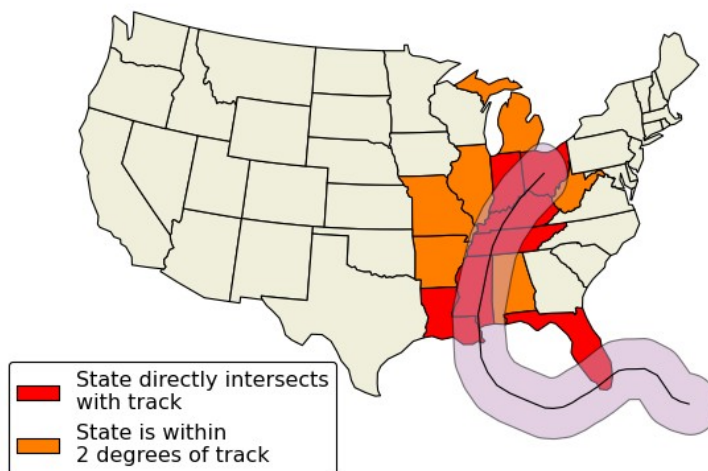 State directly intersects
with track
State is within
2 degrees of track